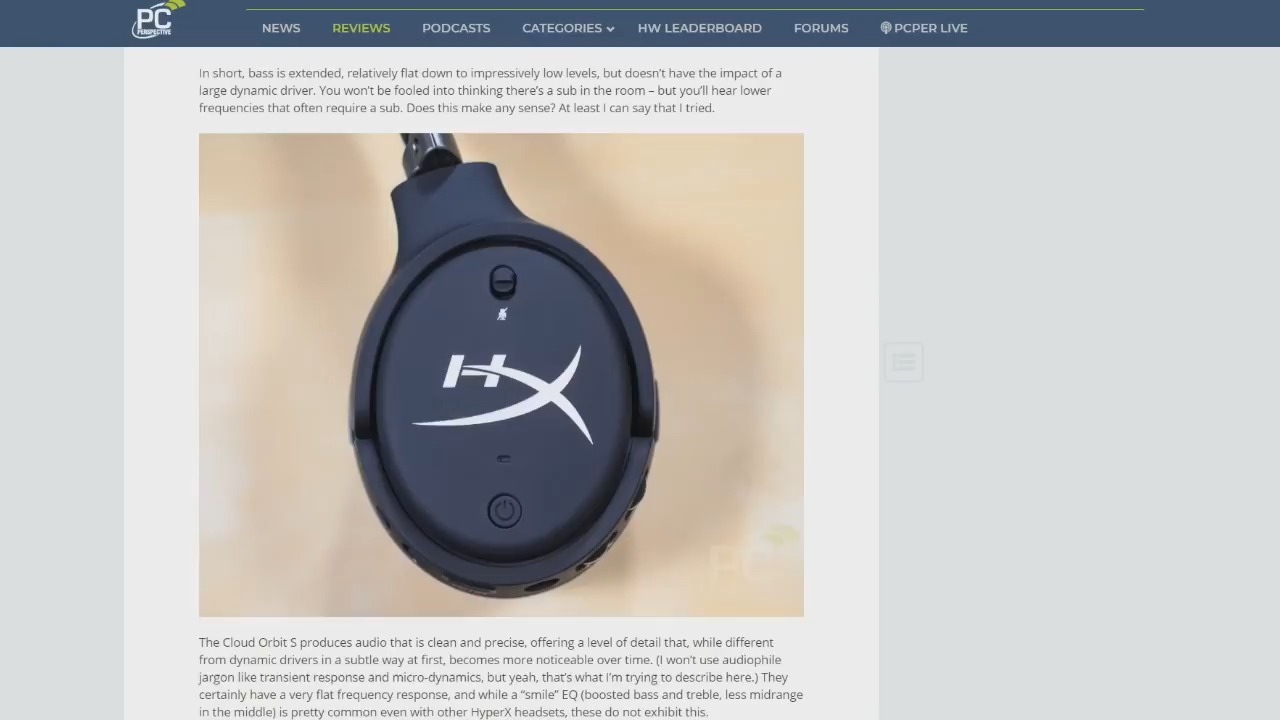 PC
PERSPECTIVE
NEWS REVIEWS PODCASTS CATEGORIES HW LEADERBOARD FORUMS PCPER LIVE
In short, bass is extended, relatively flat down to impressively low levels, but doesn't have the impact of a
large dynamic driver. You won't be fooled into thinking there's a sub in the room – but you'll hear lower
frequencies that often require a sub. Does this make any sense? At least I can say that I tried.
HX
PC
The Cloud Orbit S produces audio that is clean and precise, offering a level of detail that, while different
from dynamic drivers in a subtle way at first, becomes more noticeable over time. (I won't use audiophile
jargon like transient response and micro-dynamics, but yeah, that's what I'm trying to describe here.) They
certainly have a very flat frequency response, and while a “smile” EQ (boosted bass and treble, less midrange
in the middle) is pretty common even with other HyperX headsets, these do not exhibit this.